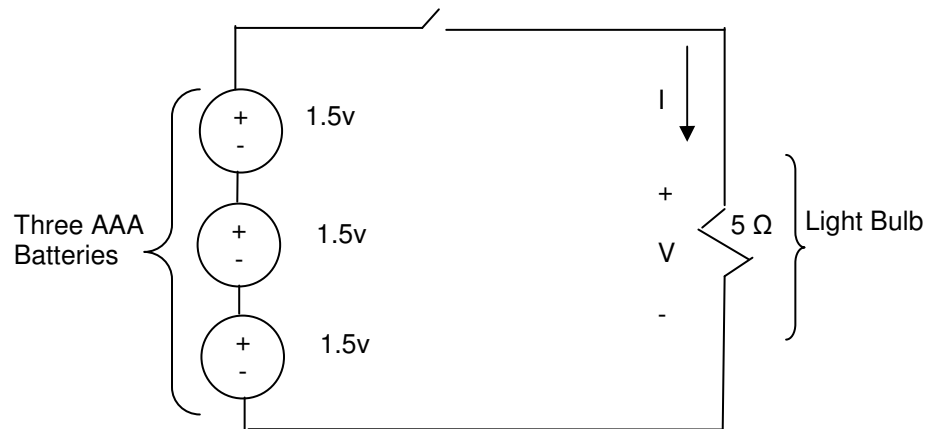 +
-
1.5v
I
Three AAA
Batteries
+
-
1.5v
+
V
-
5 Ω
Light Bulb
+
-
1.5v